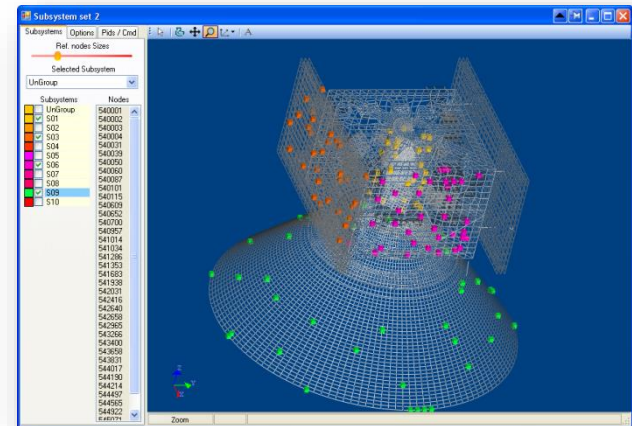 Subsystem set 2
Subsystems Options Pids / Cmd
Ref. nodes Sizes
Selected Subsystem
UnGroup
Subsystems Nodes
UnGroup
S01
S02
S03
S04
S05
S06
S07
S08
S09
S10
540001
540002
540003
540004
540031
540039
540050
540060
540087
540101
540115
540609
540652
540700
540957
541014
541034
541286
541353
541683
541938
542031
542416
542640
542658
542965
543266
543400
543658
543831
544017
544190
544214
544497
544565
544922
A
Zoom